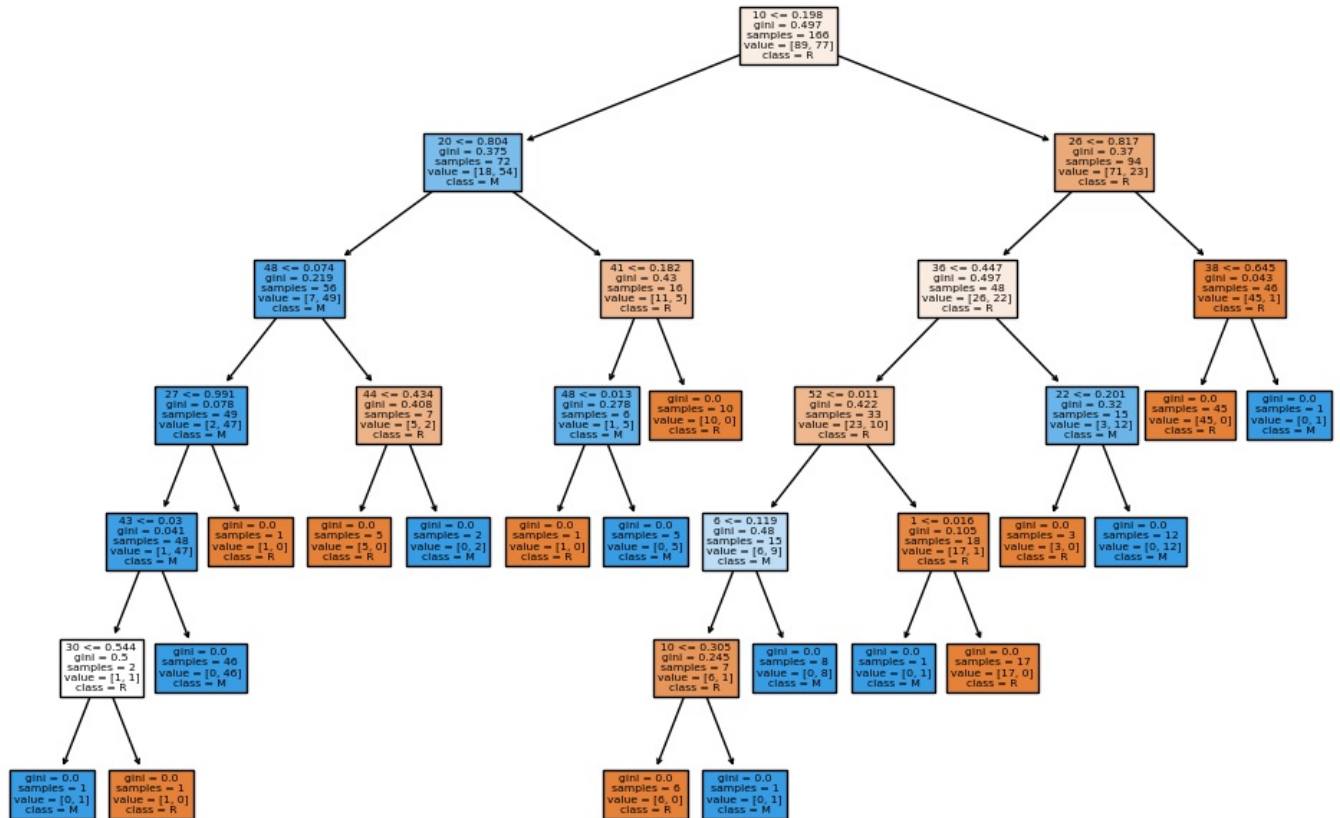 10 <= 0.198
gini = 0.497
samples = 166
value = [89, 77]
class = R
20 <= 0.804
gini = 0.375
samples = 72
value = [18, 54]
class = M
26 <= 0.817
gini = 0.37
samples = 94
value = [71, 23]
class = R
48 <= 0.074
gini = 0.219
samples = 56
value = [7, 49]
class = M
41 <= 0.182
gini = 0.43
samples = 16
value = [11, 5]
class = R
36 <= 0.447
gini = 0.497
samples = 48
value = [26, 22]
class = R
38 <= 0.645
gini = 0.043
samples = 46
value = [45, 1]
class = R
27 <= 0.991
gini = 0.078
samples = 49
value = [2, 47]
class = M
44 <= 0.434
gini = 0.408
samples = 7
value = [5, 2]
class = R
48 <= 0.013
gini = 0.278
samples = 6
value = [1, 5]
class = M
gini = 0.0
samples = 10
value = [10, 0]
class = R
52 <= 0.011
gini = 0.422
samples = 33
value = [23, 10]
class = R
22 <= 0.201
gini = 0.32
samples = 15
value = [3, 12]
class = M
gini = 0.0
samples = 45
value = [45, 0]
class = R
gini = 0.0
samples = 1
value = [0, 1]
class = M
43 <= 0.03
gini = 0.041
samples = 48
value = [1, 47]
class = M
gini = 0.0
samples = 1
value = [1, 0]
class = R
gini = 0.0
samples = 5
value = [5, 0]
class = R
gini = 0.0
samples = 2
value = [0, 2]
class = M
gini = 0.0
samples = 1
value = [1, 0]
class = R
gini = 0.0
samples = 5
value = [0, 5]
class = M
6 <= 0.119
gini = 0.48
samples = 15
value = [6, 9]
class = M
1 <= 0.016
gini = 0.105
samples = 18
value = [17, 1]
class = R
gini = 0.0
samples = 3
value = [3, 0]
class = R
gini = 0.0
samples = 12
value = [0, 12]
class = M
30 <= 0.544
gini = 0.5
samples = 2
value = [1, 1]
class = R
gini = 0.0
samples = 46
value = [0, 46]
class = M
10 <= 0.305
gini = 0.245
samples = 7
value = [6, 1]
class = R
gini = 0.0
samples = 8
value = [0, 8]
class = M
gini = 0.0
samples = 1
value = [0, 1]
class = M
gini = 0.0
samples = 17
value = [17, 0]
class = R
gini = 0.0
samples = 1
value = [0, 1]
class = M
gini = 0.0
samples = 1
value = [1, 0]
class = R
gini = 0.0
samples = 6
value = [6, 0]
class = R
gini = 0.0
samples = 1
value = [0, 1]
class = M